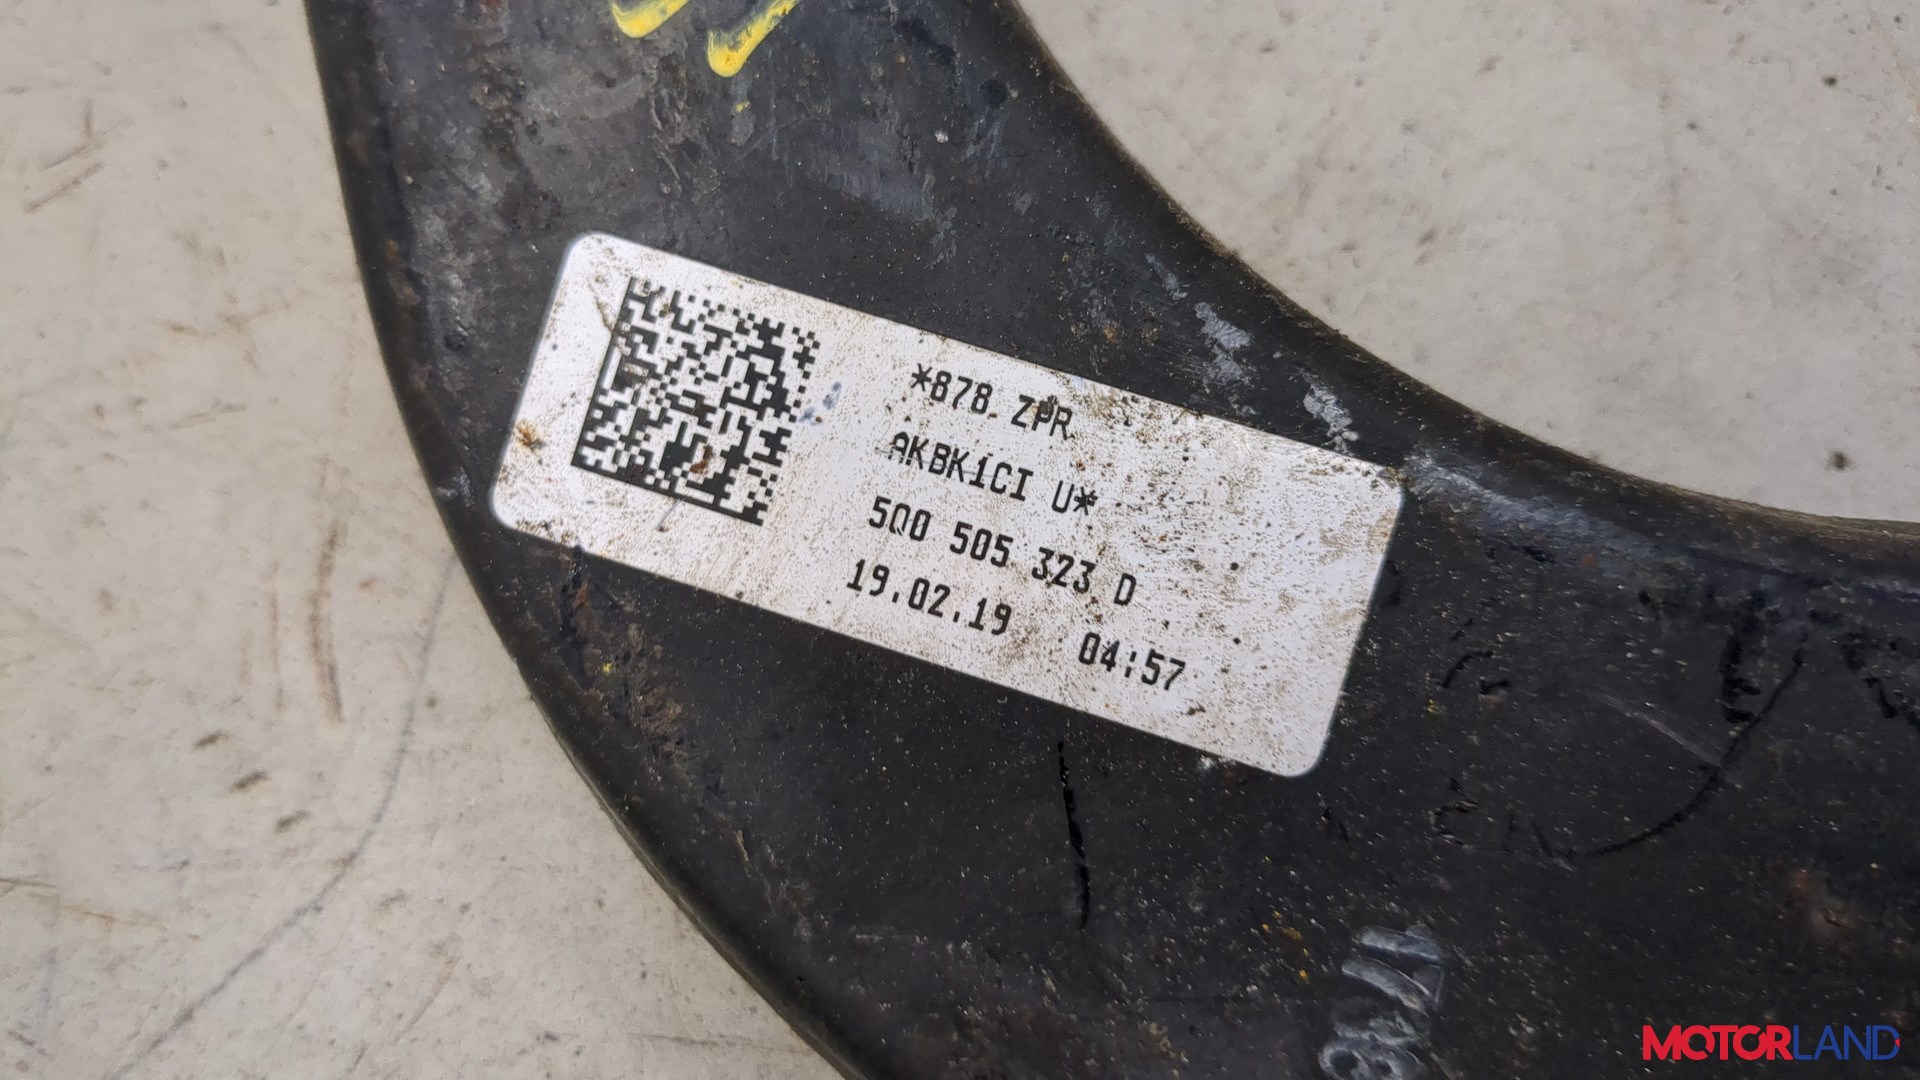 *878 ZPR
AKBK1CI U*
5Q0 505 323 D
19.02.19 04:57
MOTORLAND